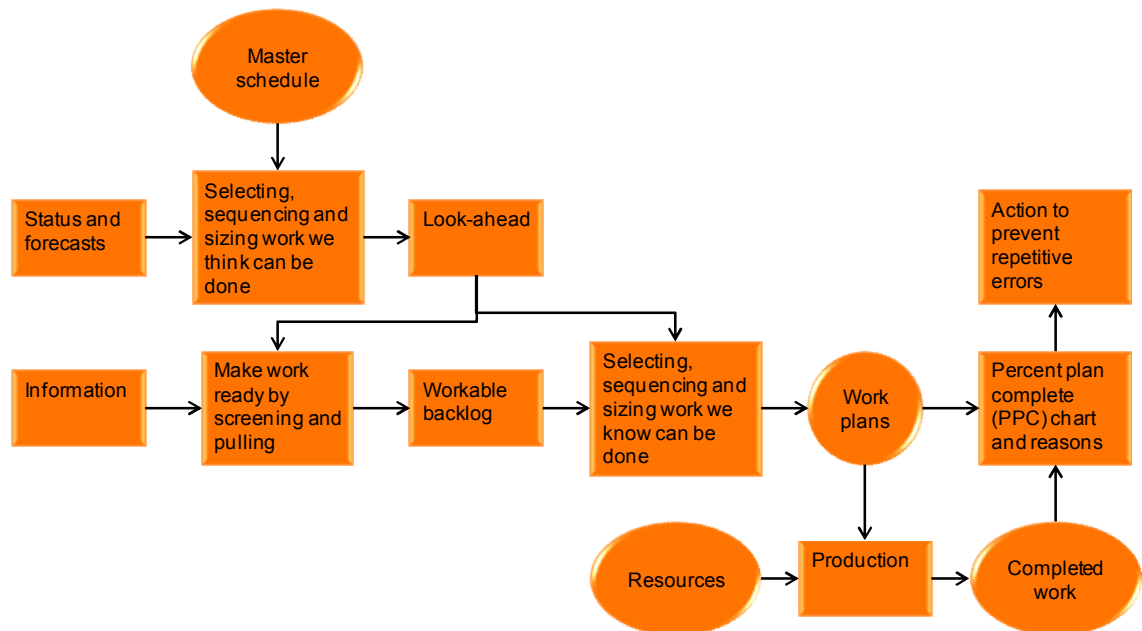 Master
schedule
Status and
forecasts
Selecting,
sequencing and
sizing work we
think can be
done
Look-ahead
Action to
prevent
repetitive
errors
Information
Make work
ready by
screening and
pulling
Workable
backlog
Selecting,
sequencing and
sizing work we
know can be
done
Work
plans
Percent plan
complete
(PPC) chart
and reasons
Resources
Production
Completed
work